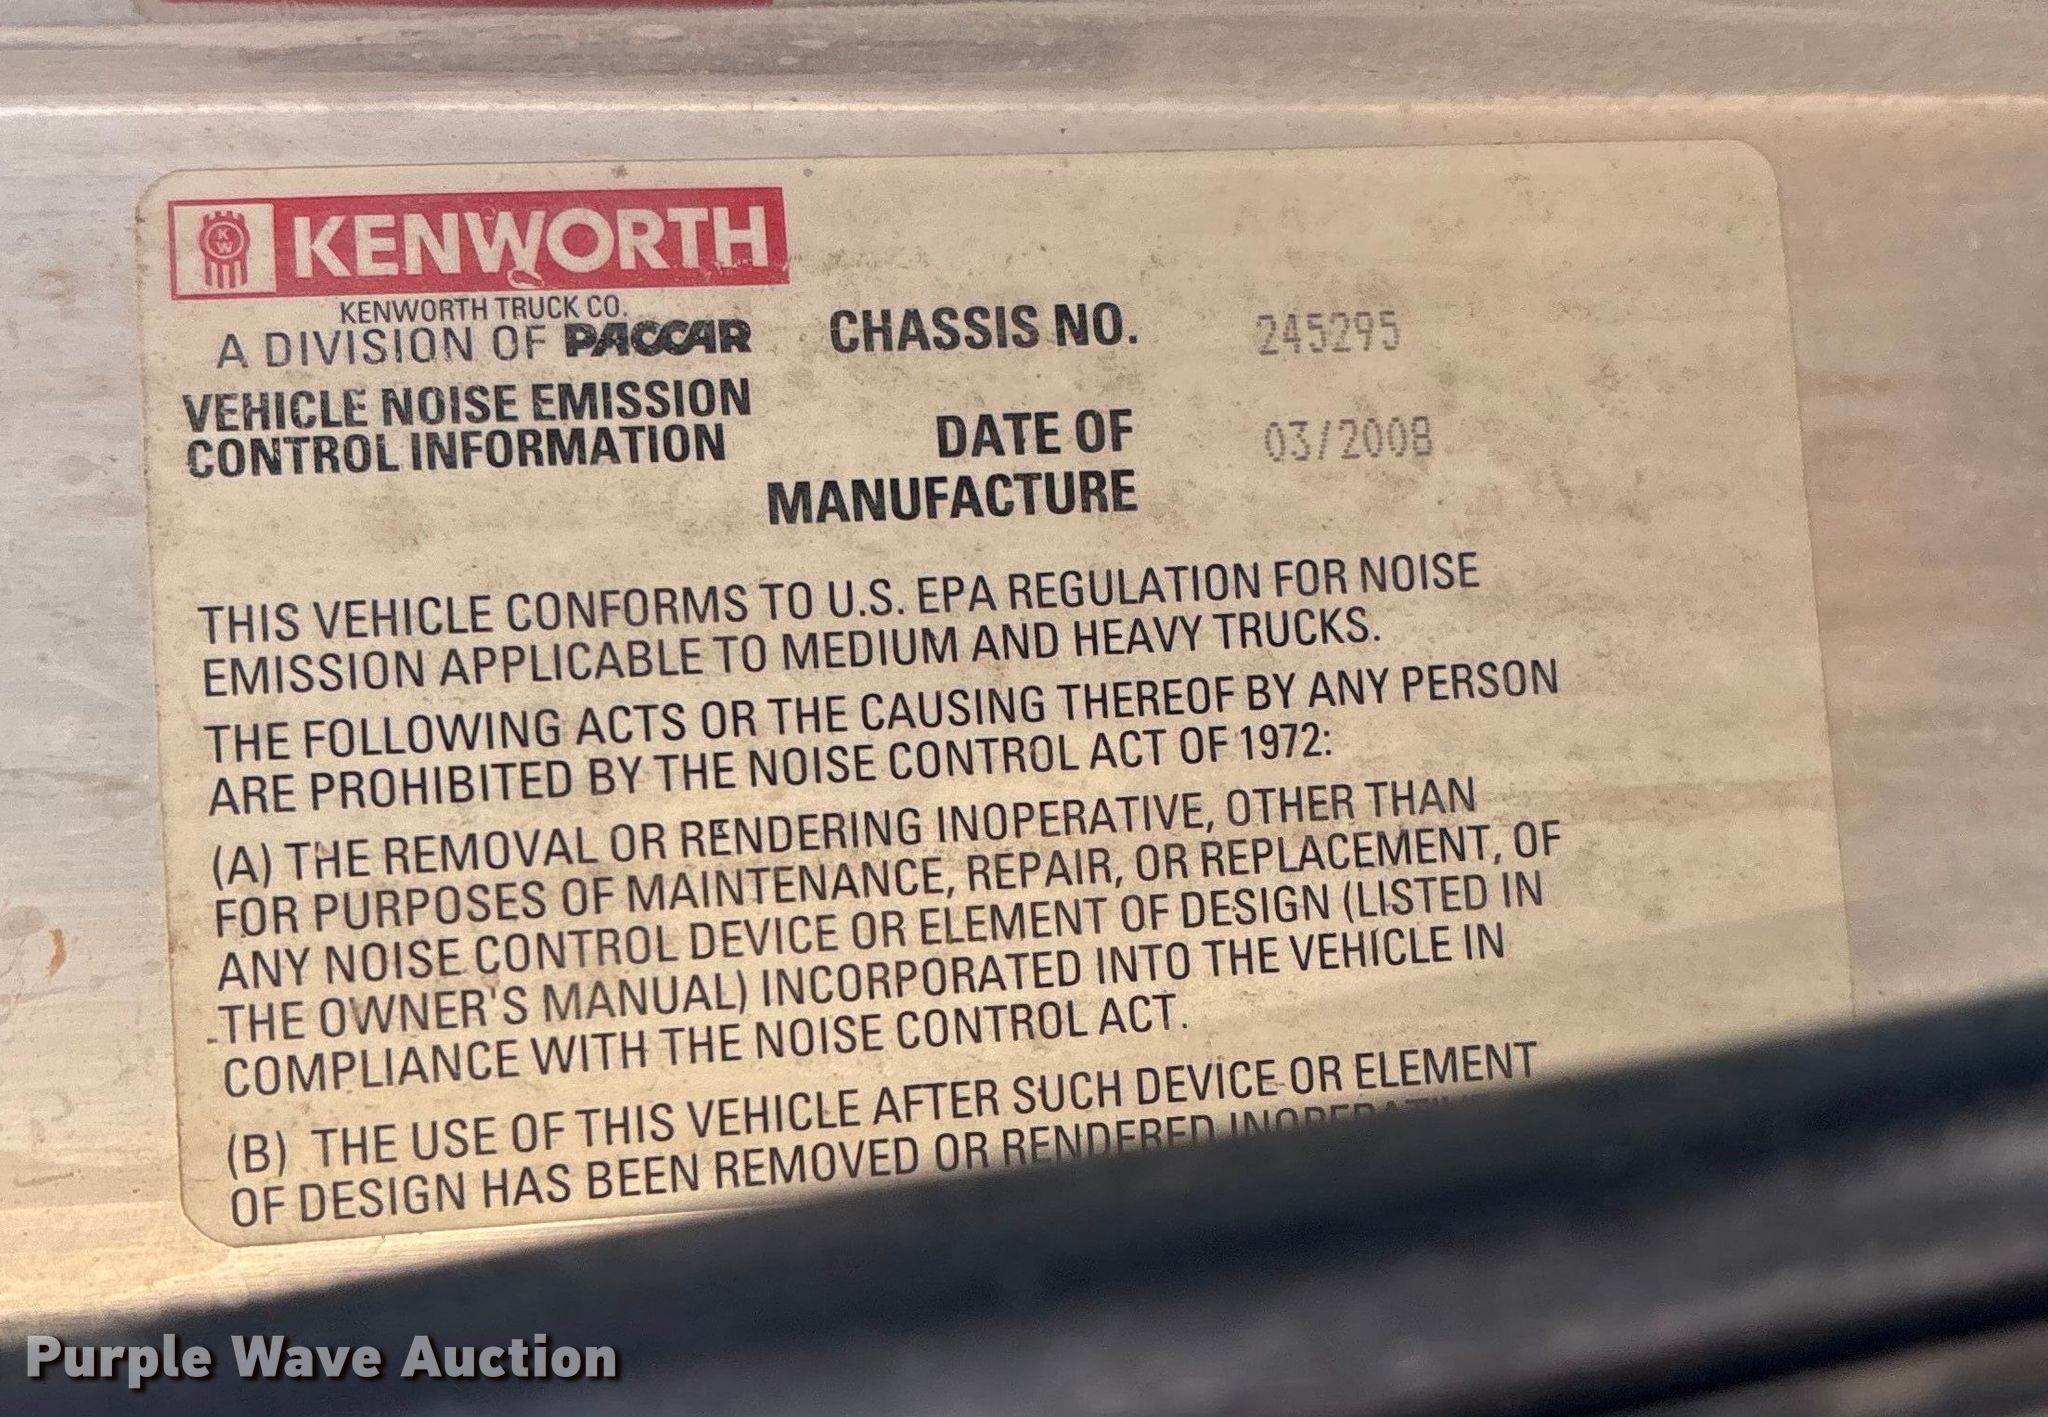 KW KENWORTH
KENWORTH TRUCK CO.
A DIVISION OF PACCAR
VEHICLE NOISE EMISSION
CONTROL INFORMATION
CHASSIS NO. 245295
DATE OF 03/2008
MANUFACTURE
THIS VEHICLE CONFORMS TO U.S. EPA REGULATION FOR NOISE
EMISSION APPLICABLE TO MEDIUM AND HEAVY TRUCKS.
THE FOLLOWING ACTS OR THE CAUSING THEREOF BY ANY PERSON
ARE PROHIBITED BY THE NOISE CONTROL ACT OF 1972:
(A) THE REMOVAL OR RENDERING INOPERATIVE, OTHER THAN
FOR PURPOSES OF MAINTENANCE, REPAIR, OR REPLACEMENT, OF
ANY NOISE CONTROL DEVICE OR ELEMENT OF DESIGN (LISTED IN
THE OWNER'S MANUAL) INCORPORATED INTO THE VEHICLE IN
COMPLIANCE WITH THE NOISE CONTROL ACT.
(B) THE USE OF THIS VEHICLE AFTER SUCH DEVICE OR ELEMENT
OF DESIGN HAS BEEN REMOVED OR RENDERED
Purple Wave Auction